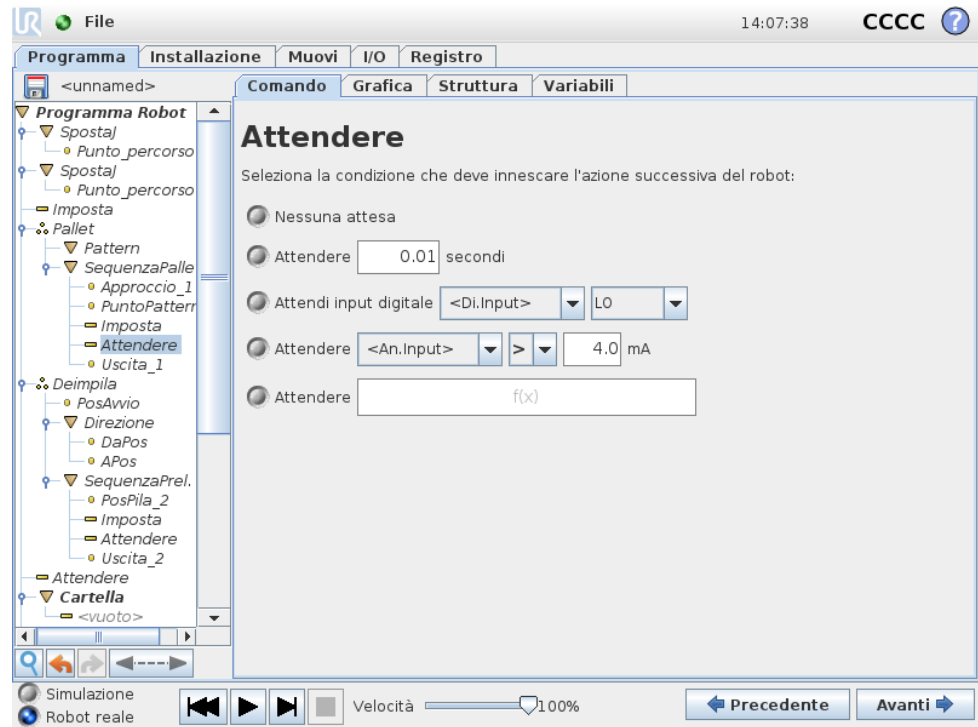 UR File 14:07:38 CCCC ?
Programma Installazione Muovi I/O Registro
<unnamed> Comando Grafica Struttura Variabili
Programma Robot
SpostaJ
Punto_percorso
SpostaJ
Punto_percorso
Imposta
Pallet
Pattern
SequenzaPalle
Approccio_1
PuntoPattern
Imposta
Attendere
Uscita_1
Deimpila
PosAvvio
Direzione
DaPos
APos
SequenzaPrel.
PosPila_2
Imposta
Attendere
Uscita_2
Attendere
Cartella
<vuoto>
Attendere
Seleziona la condizione che deve innescare l'azione successiva del robot:
Nessuna attesa
Attendere 0.01 secondi
Attendi input digitale <Di.Input> LO
Attendere <An.Input> > 4.0 mA
Attendere f(x)
Simulazione
Robot reale
Velocità 100%
Precedente Avanti